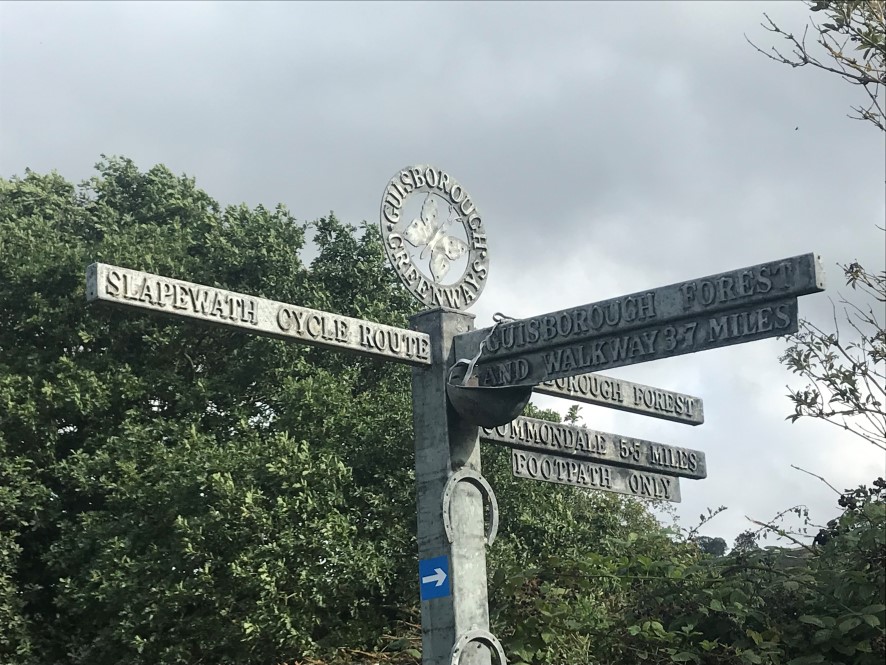 GUISBOROUGH
GREENWAYS
SLAPEWATH CYCLE ROUTE
GUISBOROUGH FOREST
AND WALKWAY 3·7 MILES
BOROUGH FOREST
COMMONDALE 5·5 MILES
FOOTPATH ONLY